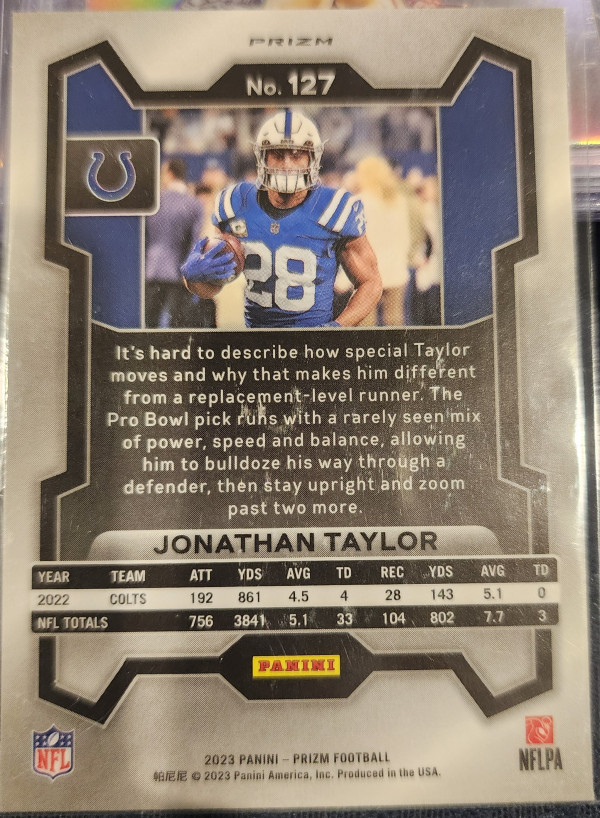 PRIZM
No. 127
28
28
It's hard to describe how special Taylor
moves and why that makes him different
from a replacement-level runner. The
Pro Bowl pick runs with a rarely seen mix
of power, speed and balance, allowing
him to bulldoze his way through a
defender, then stay upright and zoom
past two more.
JONATHAN TAYLOR
YEAR TEAM ATT YDS AVG TD REC YDS AVG TD
2022 COLTS 192 861 4.5 4 28 143 5.1 0
NFL TOTALS 756 3841 5.1 33 104 802 7.7 3
PANINI
NFL
NFLPA
2023 PANINI – PRIZM FOOTBALL
帕尼尼 © 2023 Panini America, Inc. Produced in the USA.